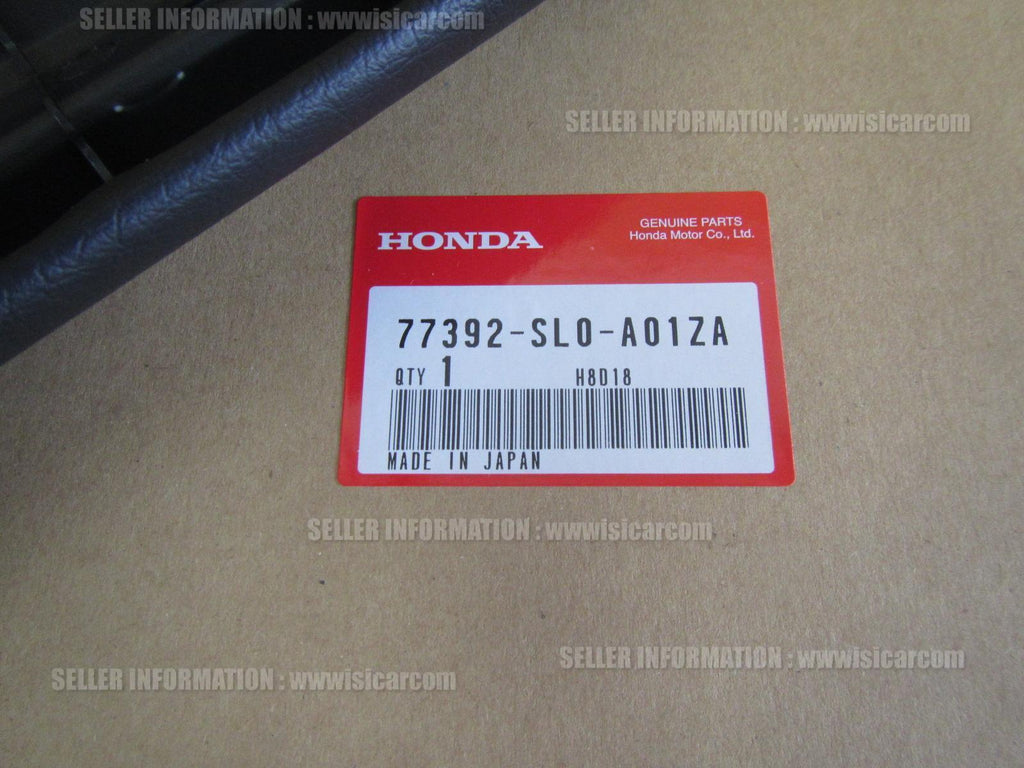 SELLER INFORMATION : wwwisicarcom
SELLER INFORMATION : wwwisicarcom
HONDA
GENUINE PARTS
Honda Motor Co., Ltd.
77392-SL0-A01ZA
QTY 1 H8D18
MADE IN JAPAN
SELLER INFORMATION : wwwisicarcom
SELLER INFORMATION : wwwisicarcom
SELLER INFORMATION : wwwisicarcom